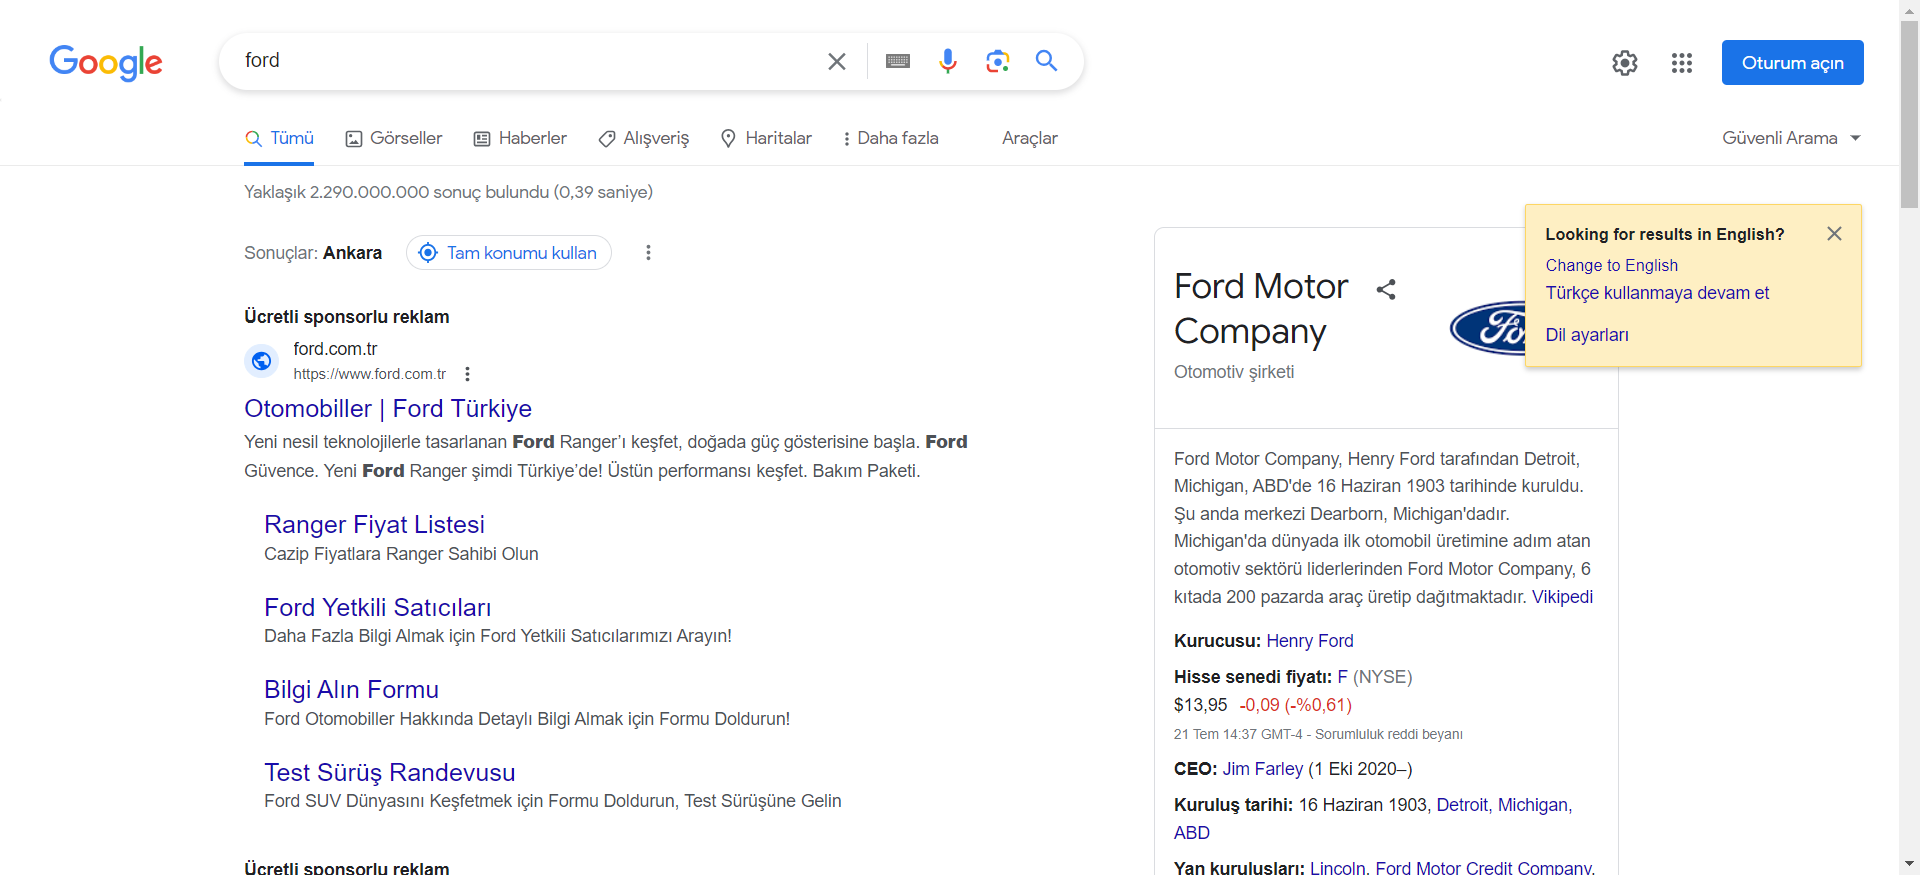 Google
ford
Oturum açın
Tümü
Görseller
Haberler
Alışveriş
Haritalar
Daha fazla
Araçlar
Güvenli Arama
Yaklaşık 2.290.000.000 sonuç bulundu (0,39 saniye)
Sonuçlar: Ankara
Tam konumu kullan
Ücretli sponsorlu reklam
ford.com.tr
https://www.ford.com.tr
Otomobiller | Ford Türkiye
Yeni nesil teknolojilerle tasarlanan Ford Ranger’ı keşfet, doğada güç gösterisine başla. Ford
Güvence. Yeni Ford Ranger şimdi Türkiye’de! Üstün performansı keşfet. Bakım Paketi.
Ranger Fiyat Listesi
Cazip Fiyatlara Ranger Sahibi Olun
Ford Yetkili Satıcıları
Daha Fazla Bilgi Almak için Ford Yetkili Satıcılarımızı Arayın!
Bilgi Alın Formu
Ford Otomobiller Hakkında Detaylı Bilgi Almak için Formu Doldurun!
Test Sürüş Randevusu
Ford SUV Dünyasını Keşfetmek için Formu Doldurun, Test Sürüşüne Gelin
Ücretli sponsorlu reklam
Looking for results in English?
Change to English
Türkçe kullanmaya devam et
Dil ayarları
Ford Motor
Company
Otomotiv şirketi
Ford Motor Company, Henry Ford tarafından Detroit,
Michigan, ABD'de 16 Haziran 1903 tarihinde kuruldu.
Şu anda merkezi Dearborn, Michigan'dadır.
Michigan'da dünyada ilk otomobil üretimine adım atan
otomotiv sektörü liderlerinden Ford Motor Company, 6
kıtada 200 pazarda araç üretip dağıtmaktadır. Vikipedi
Kurucusu: Henry Ford
Hisse senedi fiyatı: F (NYSE)
$13,95 -0,09 (-%0,61)
21 Tem 14:37 GMT-4 - Sorumluluk reddi beyanı
CEO: Jim Farley (1 Eki 2020–)
Kuruluş tarihi: 16 Haziran 1903, Detroit, Michigan,
ABD
Yan kuruluşları: Lincoln, Ford Motor Credit Company,